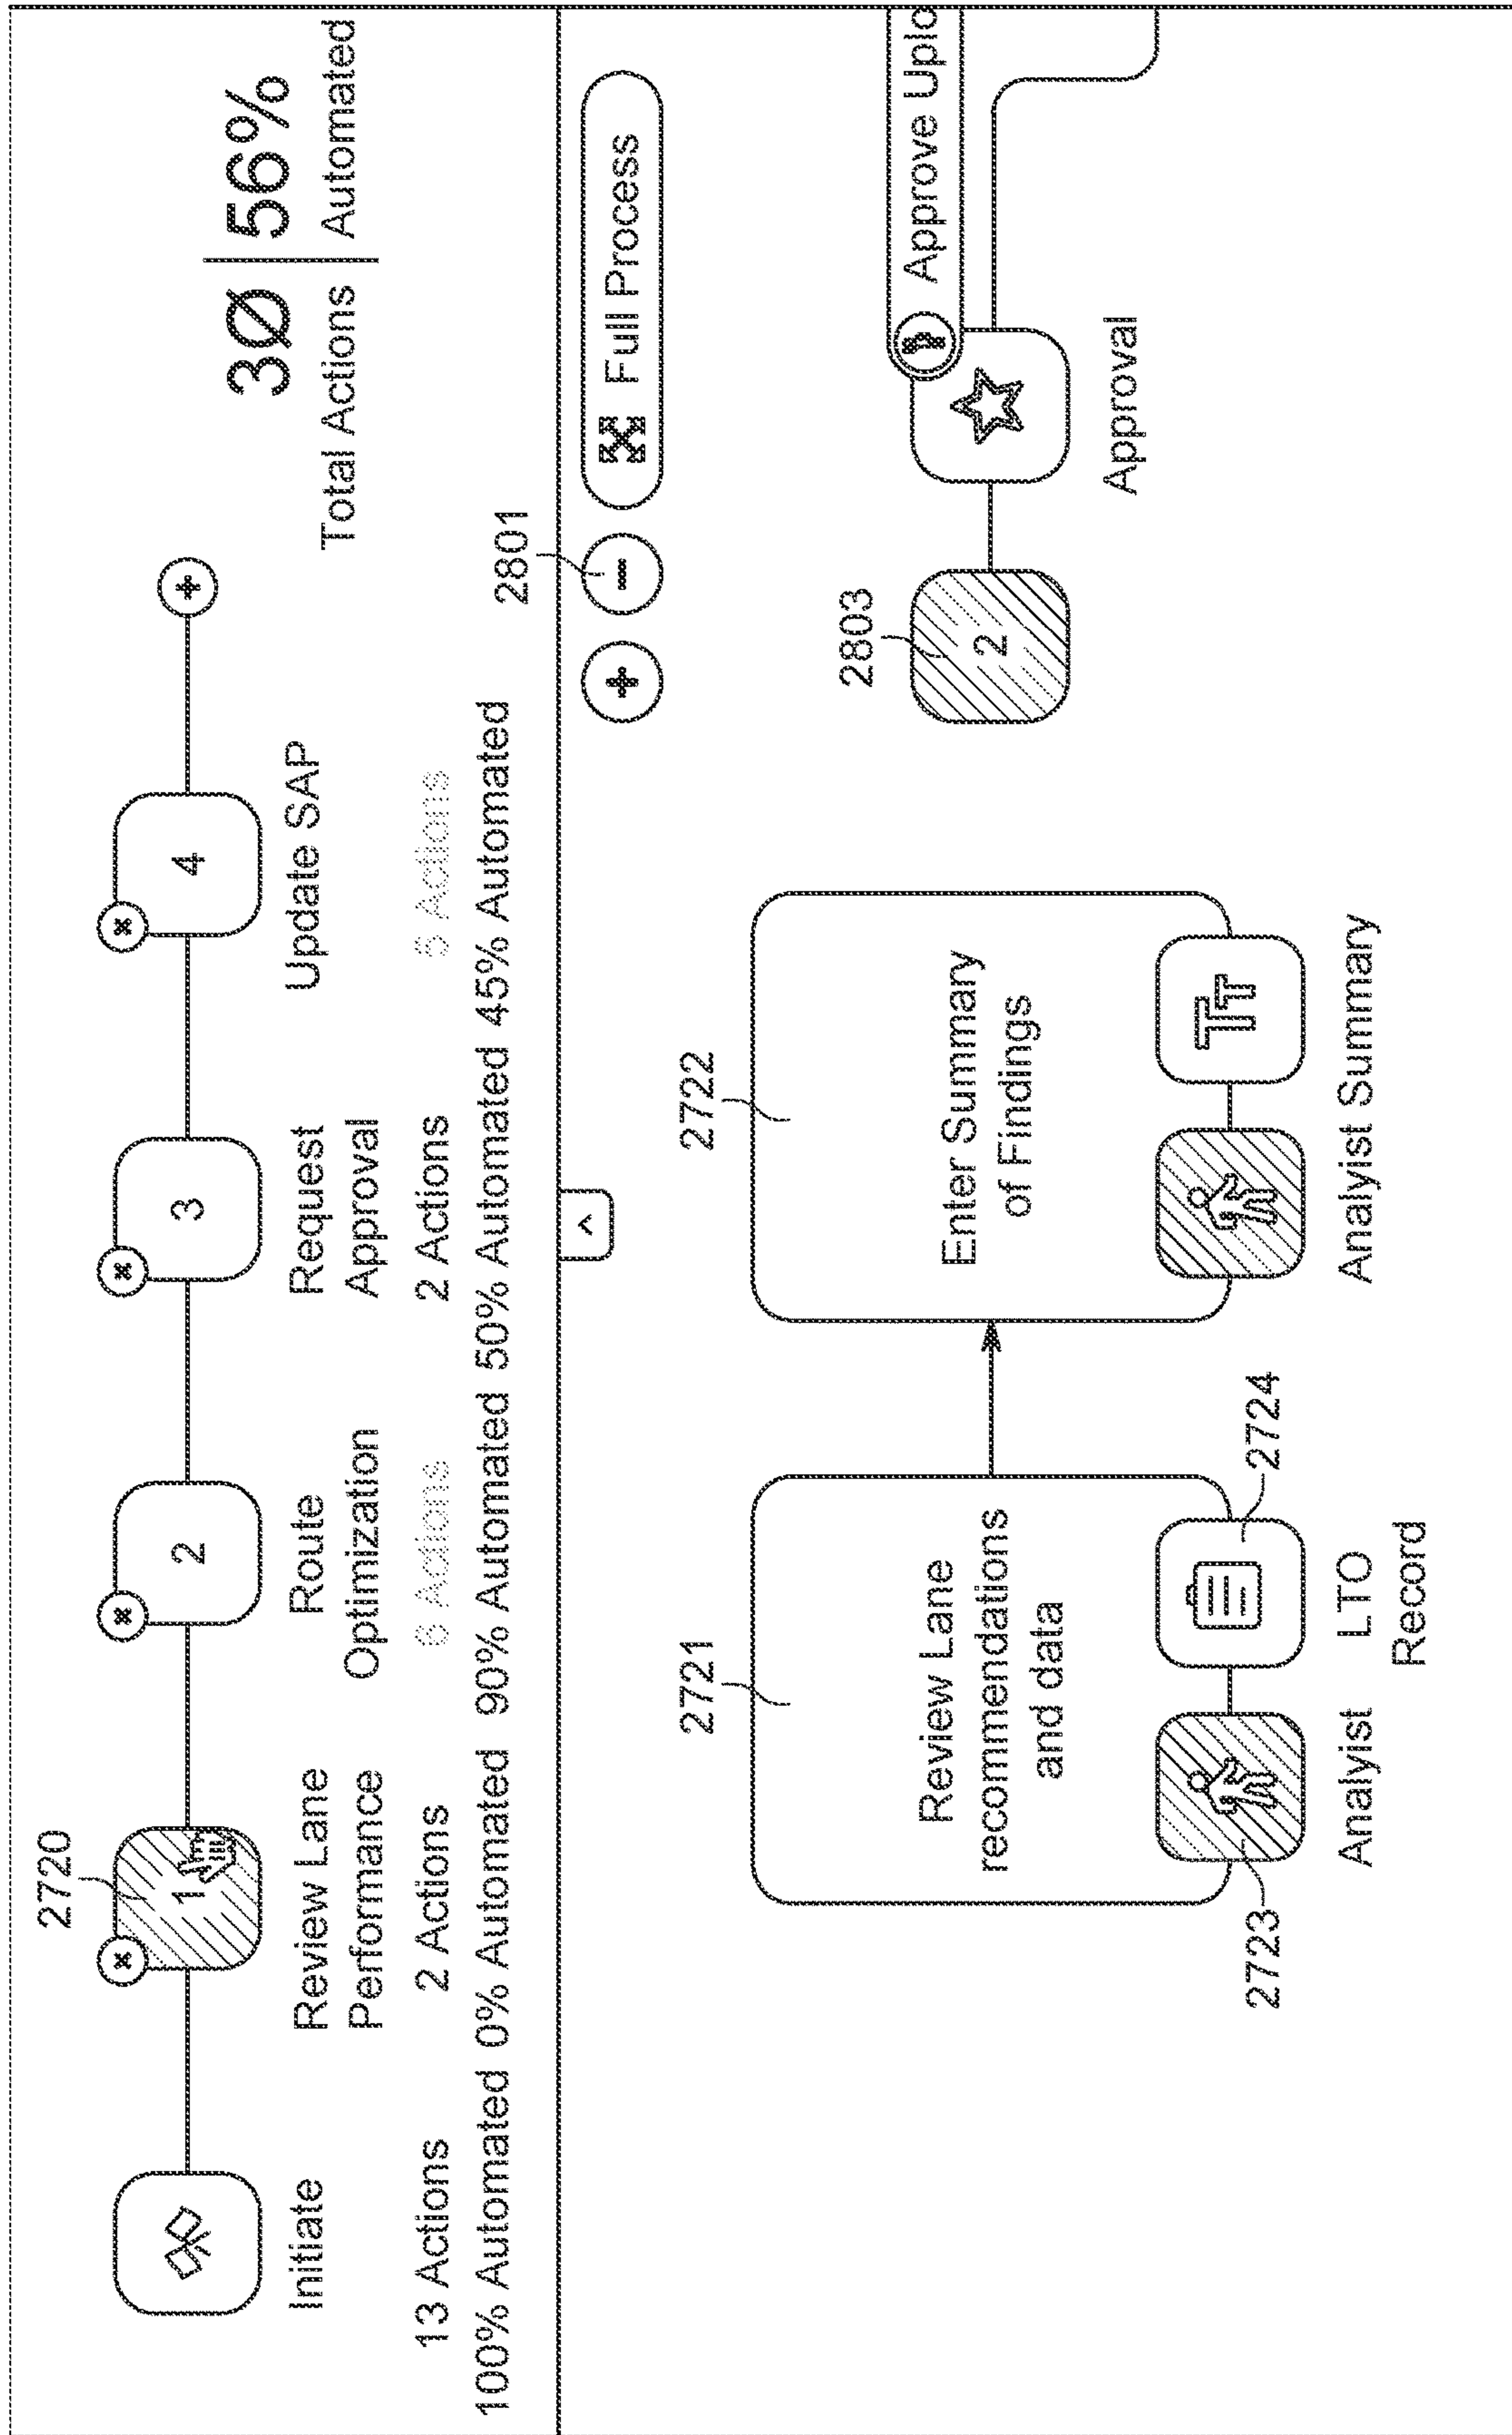 2720
1
2
3
4
+
Initiate
Review Lane
Performance
Route
Optimization
Request
Approval
Update SAP
13 Actions
2 Actions
Actions
2 Actions
5 Actions
100% Automated
0% Automated
90% Automated
50% Automated
45% Automated
3Ø
Total Actions
56%
Automated
2801
+
−
Full Process
2721
Review Lane
recommendations
and data
2723
2724
Analyist
LTO
Record
2722
Enter Summary
of Findings
TT
Analyist Summary
2803
2
Approve Uplo
Approval